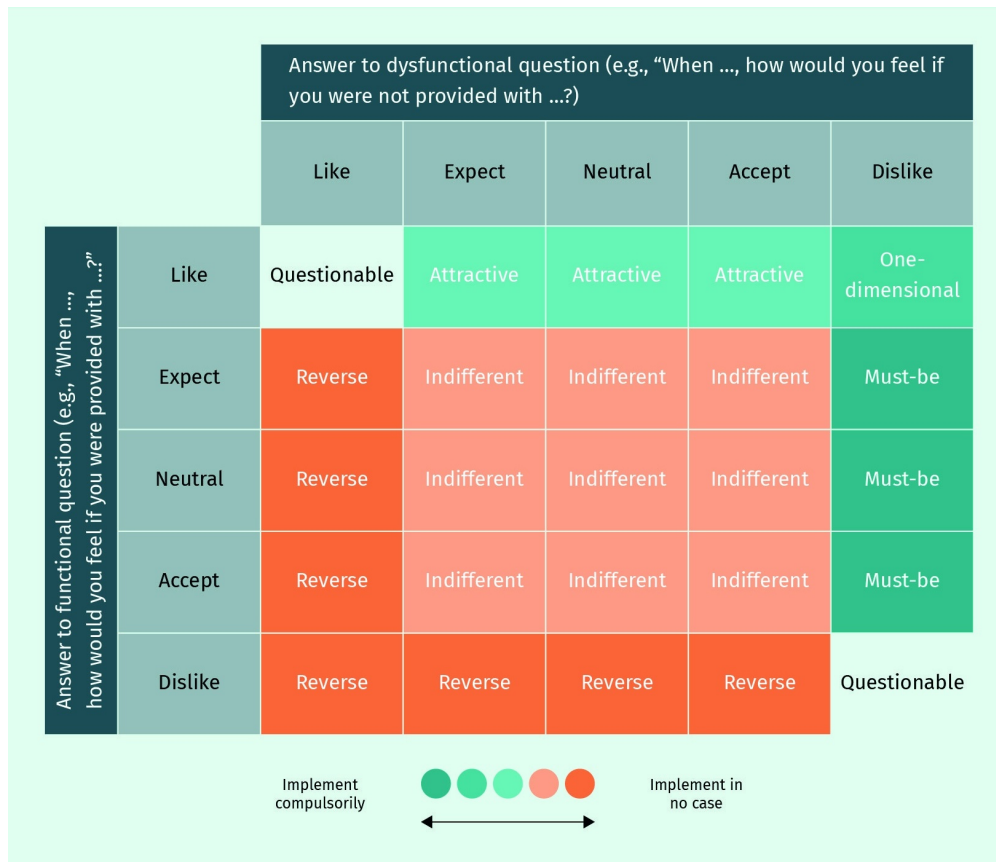 Answer to dysfunctional question (e.g., “When ..., how would you feel if
you were not provided with ...?)
Like
Expect
Neutral
Accept
Dislike
Answer to functional question (e.g., “When ...,
how would you feel if you were provided with ...?”
Like
Questionable
Attractive
Attractive
Attractive
One-
dimensional
Expect
Reverse
Indifferent
Indifferent
Indifferent
Must-be
Neutral
Reverse
Indifferent
Indifferent
Indifferent
Must-be
Accept
Reverse
Indifferent
Indifferent
Indifferent
Must-be
Dislike
Reverse
Reverse
Reverse
Reverse
Questionable
Implement
compulsorily
Implement in
no case